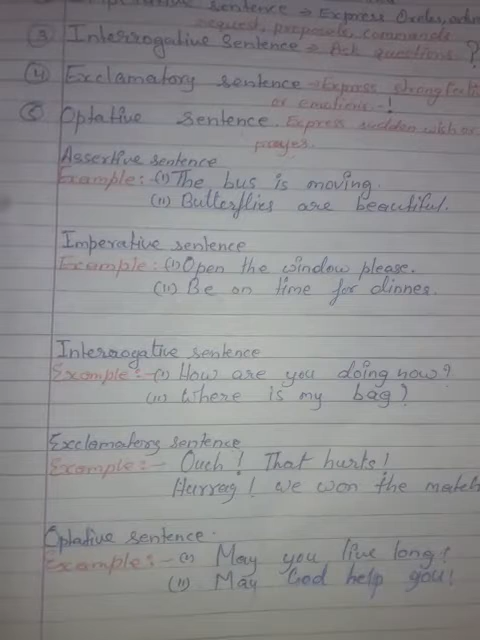 sentence → Express Orders,
request, proposals, commands
③ Interrogative Sentence → Ask questions ?
④ Exclamatory sentence → Express strong
or emotions - !
⑤ Optative sentence. Express sudden wish or
prayer.
Assertive sentence
Example:-(i) The bus is moving.
(ii) Butterflies are beautiful.
Imperative sentence
Example:(i) Open the window please.
(ii) Be on time for dinner.
Interrogative sentence
Example:-(i) How are you doing now?
(ii) Where is my bag?
Exclamatory sentence
Example:- Ouch! That hurts!
Hurray! we won the match
Optative sentence.
Example:-(i) May you live long!
(ii) May God help you!